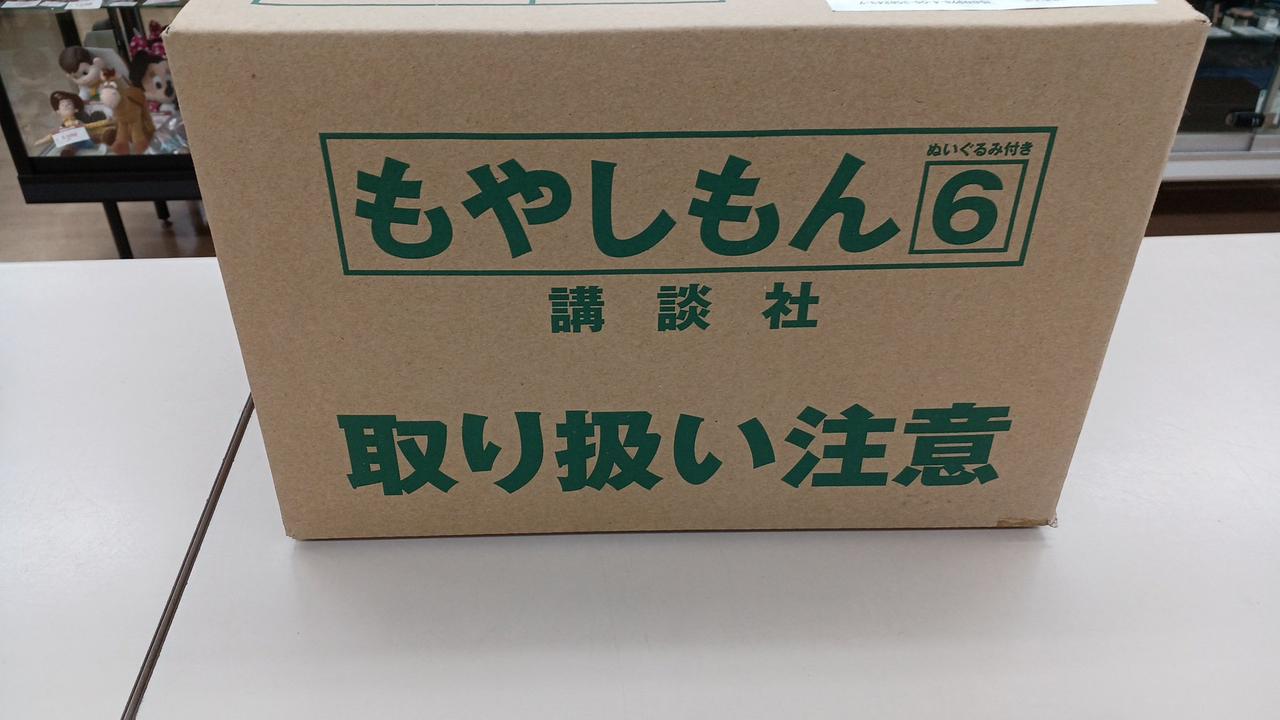 ぬいぐるみ付き
もやしもん 6
講談社
取り扱い注意